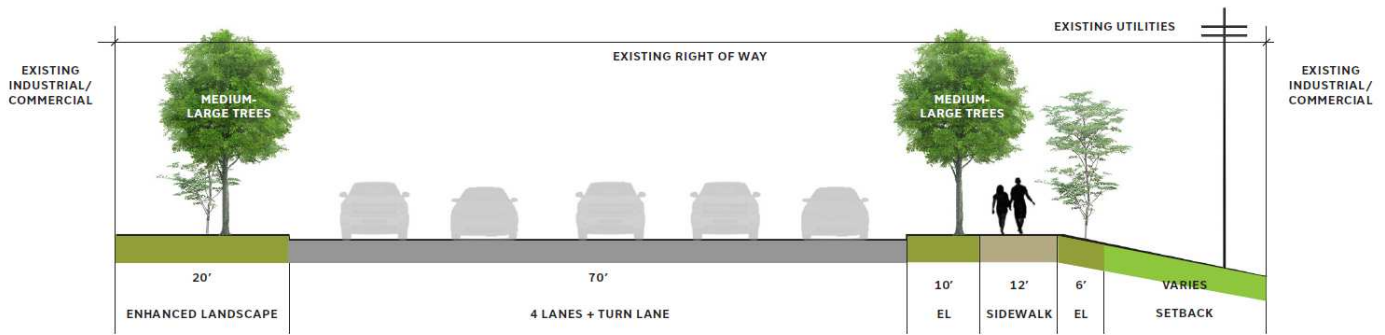 EXISTING UTILITIES
EXISTING RIGHT OF WAY
EXISTING
INDUSTRIAL/
COMMERCIAL
EXISTING
INDUSTRIAL/
COMMERCIAL
MEDIUM-
LARGE TREES
MEDIUM-
LARGE TREES
20'
70'
10'
12'
6'
VARIES
ENHANCED LANDSCAPE
4 LANES + TURN LANE
EL
SIDEWALK
EL
SETBACK